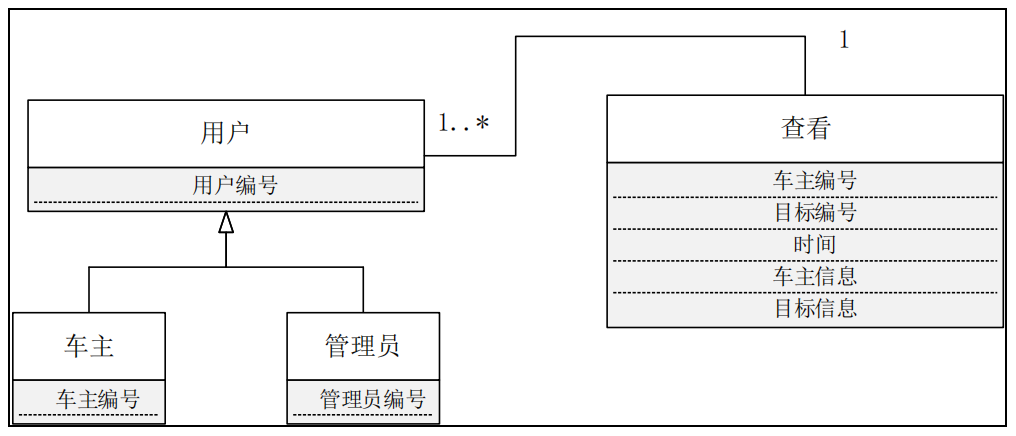 1
用户
1..*
查看
用户编号
车主编号
目标编号
时间
车主信息
目标信息
车主
管理员
车主编号
管理员编号